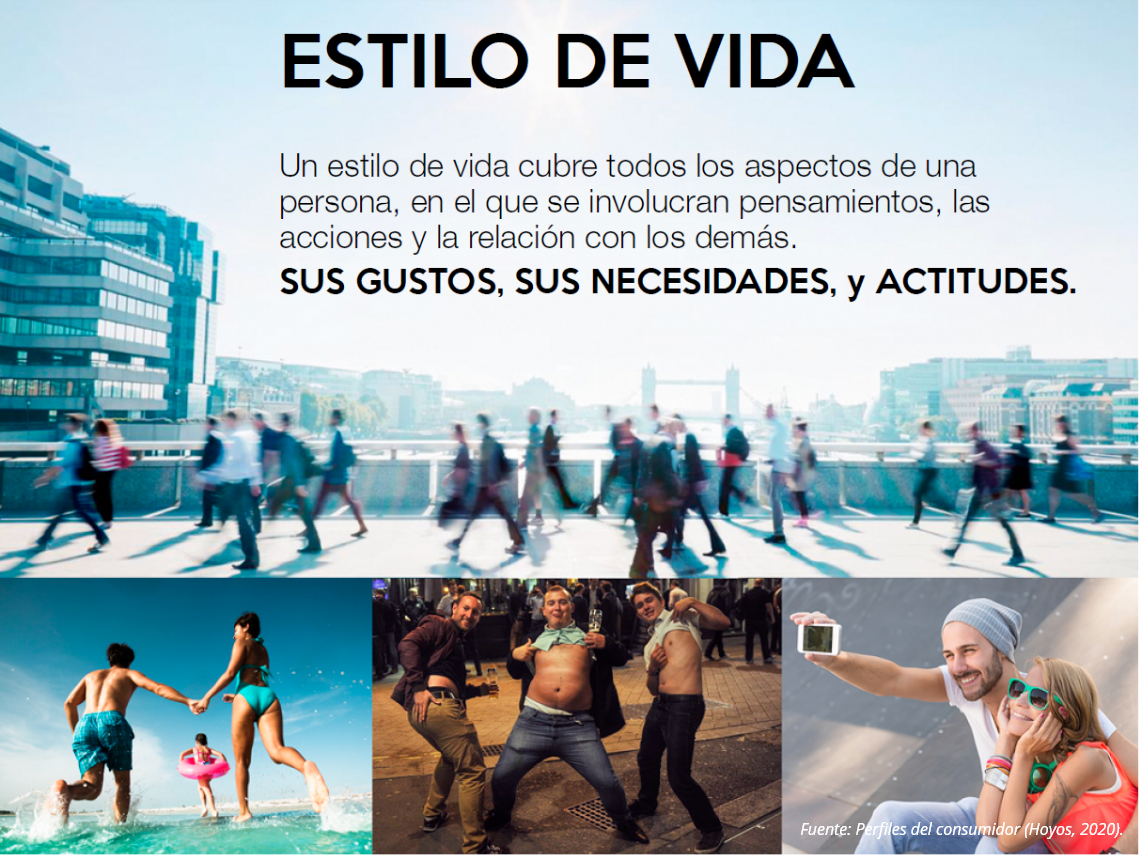 ESTILO DE VIDA
Un estilo de vida cubre todos los aspectos de una
persona, en el que se involucran pensamientos, las
acciones y la relación con los demás.
SUS GUSTOS, SUS NECESIDADES, y ACTITUDES.
Fuente: Perfiles del consumidor (Hoyos, 2020).